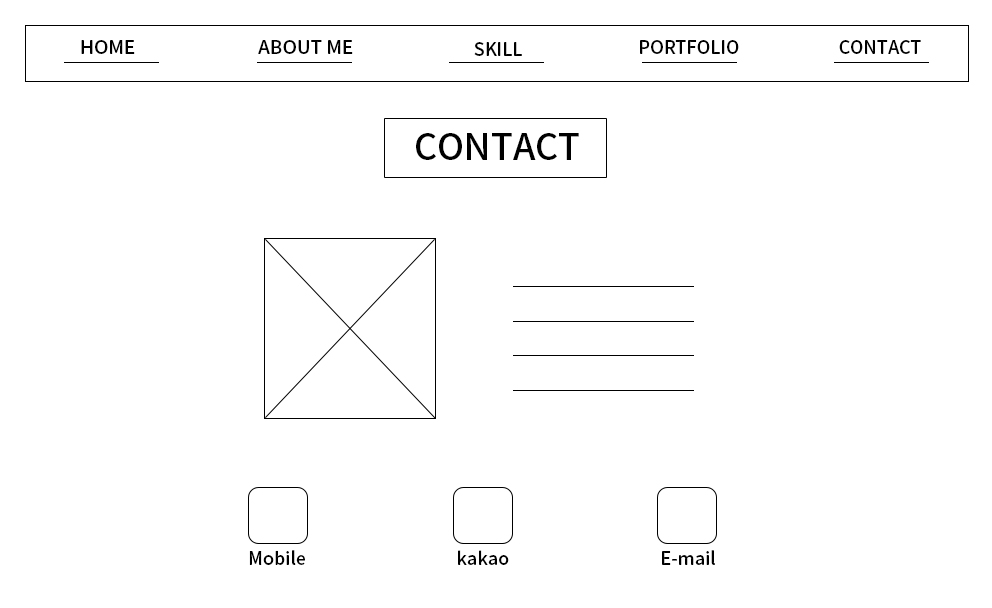 HOME ABOUT ME SKILL PORTFOLIO CONTACT
CONTACT
Mobile kakao E-mail